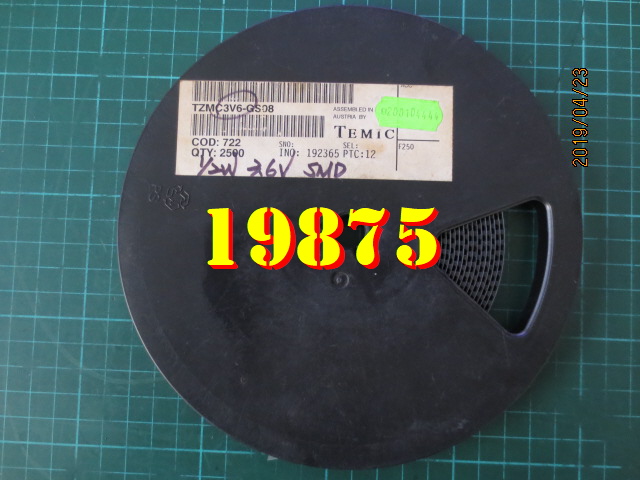 TZMC3V6-GS08
ASSEMBLED IN
AUSTRIA BY
TEMIC
COD: 722
SNO:
SEL:
F250
QTY: 2500
INO: 192365 PTC:12
1/2W 3.6V SMD
19875
2019/04/23